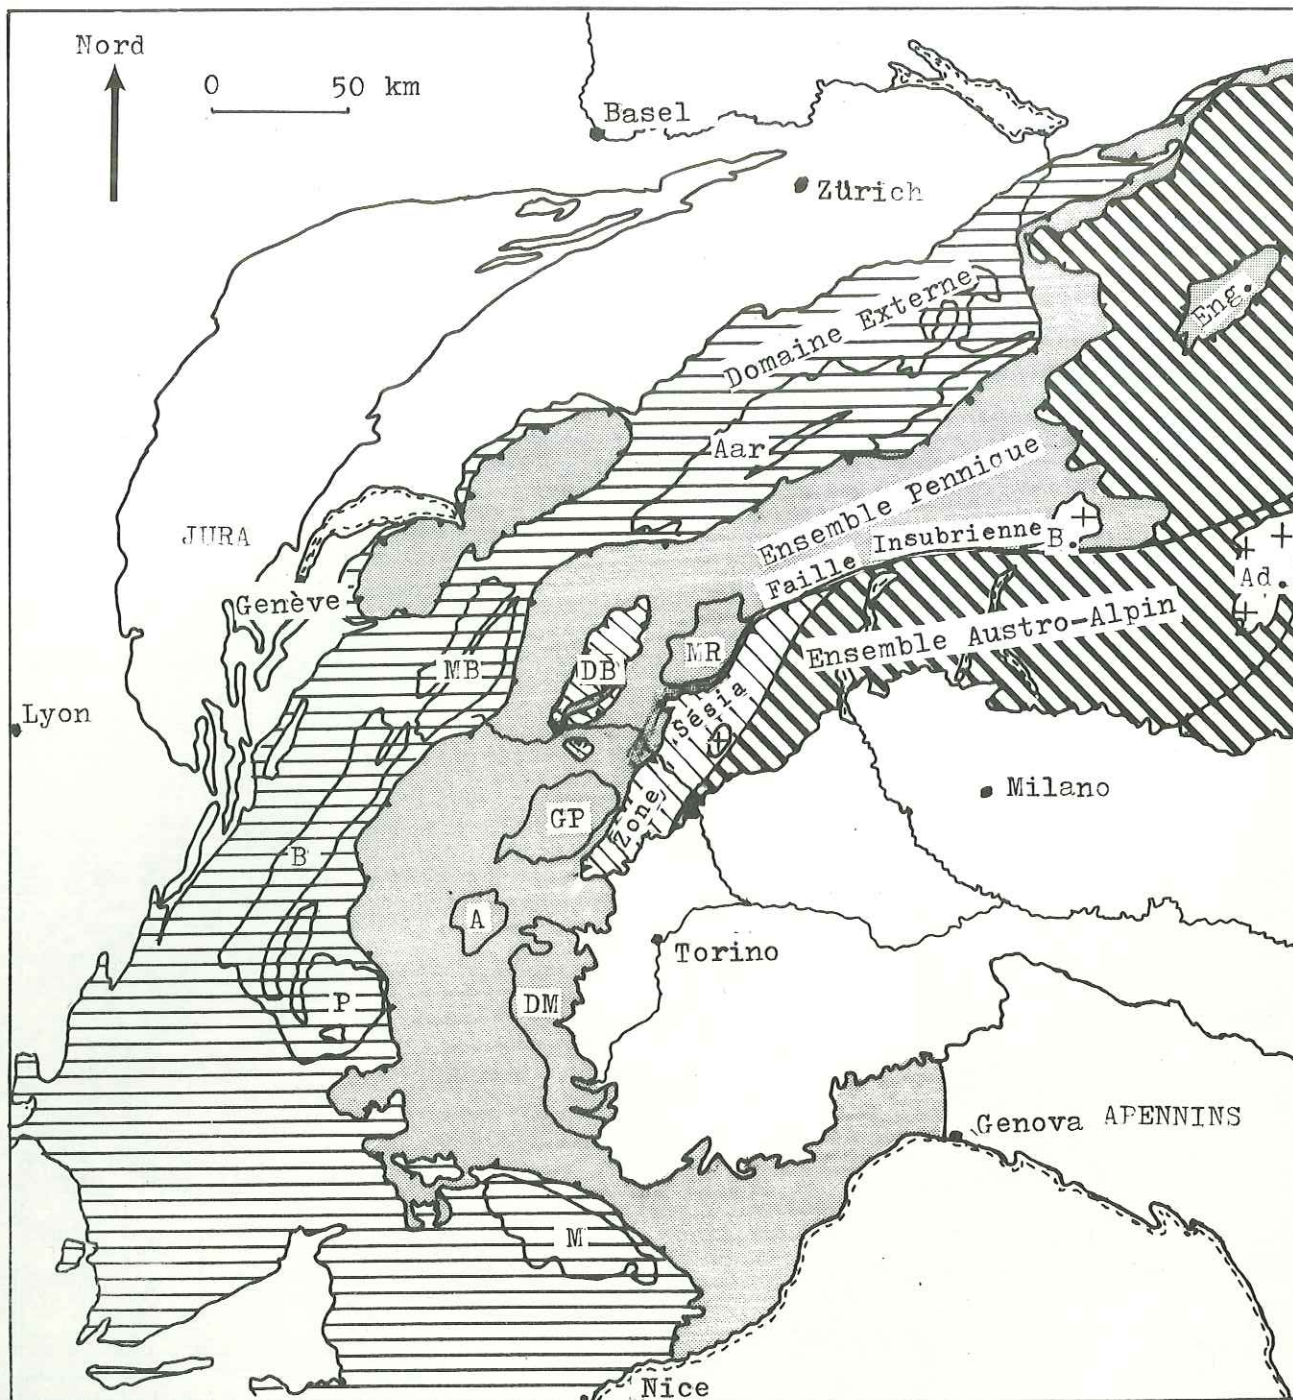 Nord
0 50 km
Basel
Zürich
Domaine Externe
Eng.
Aar
JURA
Ensemble Pennique
Faille Insubrienne
B.
Ad.
Genève
Ensemble Austro-Alpin
MB
DB
MR
Lyon
Zone Sésia
Milano
GP
B
A
Torino
P
DM
Genova APENNINS
M
Nice